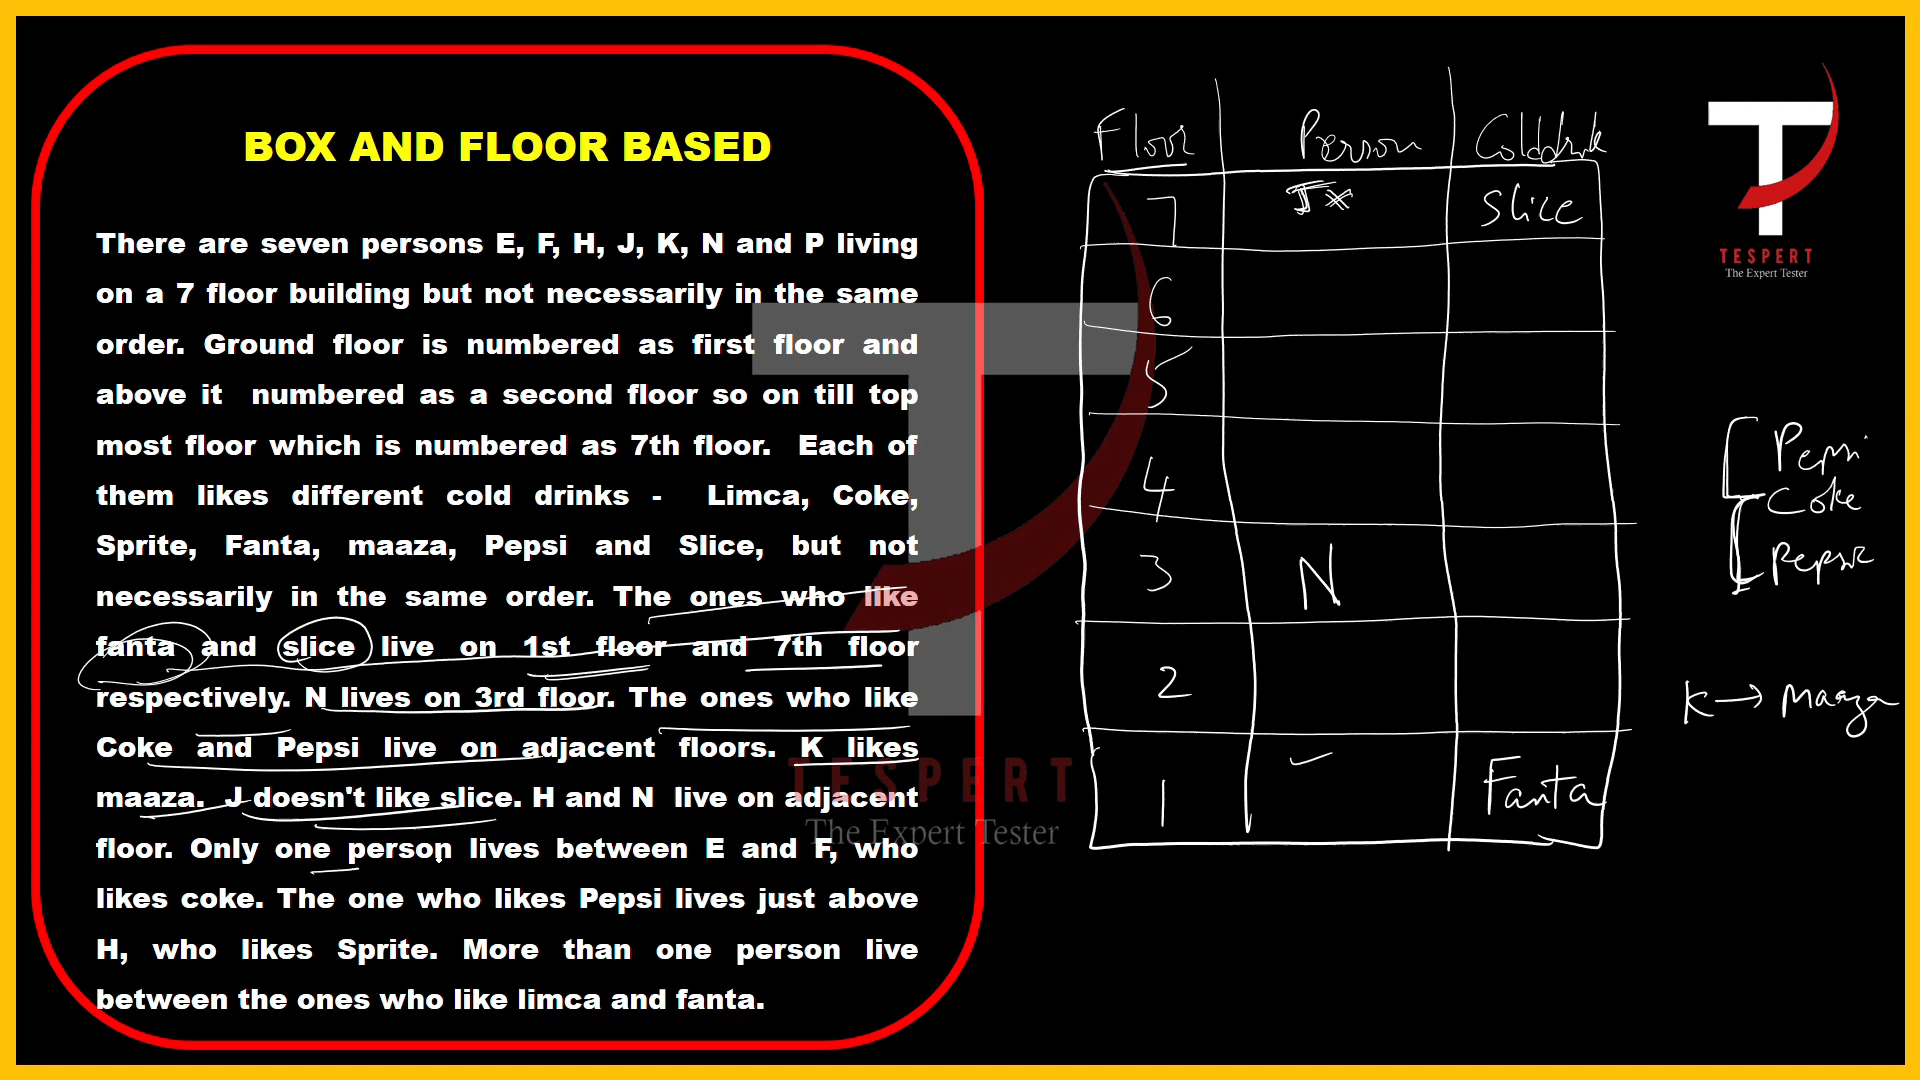 BOX AND FLOOR BASED
There are seven persons E, F, H, J, K, N and P living
on a 7 floor building but not necessarily in the same
order. Ground floor is numbered as first floor and
above it numbered as a second floor so on till top
most floor which is numbered as 7th floor. Each of
them likes different cold drinks - Limca, Coke,
Sprite, Fanta, maaza, Pepsi and Slice, but not
necessarily in the same order. The ones who like
fanta and slice live on 1st floor and 7th floor
respectively. N lives on 3rd floor. The ones who like
Coke and Pepsi live on adjacent floors. K likes
maaza. J doesn't like slice. H and N live on adjacent
floor. Only one person lives between E and F, who
likes coke. The one who likes Pepsi lives just above
H, who likes Sprite. More than one person live
between the ones who like limca and fanta.
Floor Person Colddrink
7 J x Slice
6
5
4
3 N
2
1 Fanta
Pepsi
Coke
Pepsi
K → Maaza
TESPERT
The Expert Tester
TESPERT
The Expert Tester